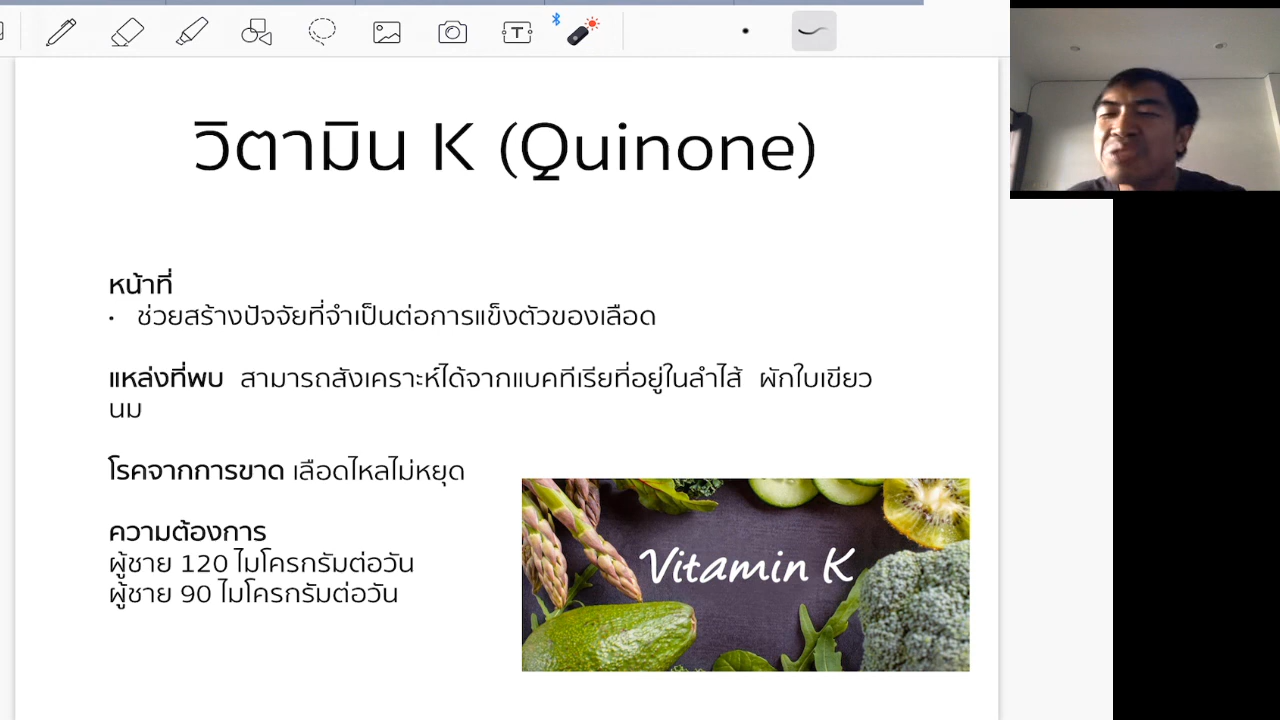 วิตามิน K (Quinone)
หน้าที่
• ช่วยสร้างปัจจัยที่จำเป็นต่อการแข็งตัวของเลือด
แหล่งที่พบ สามารถสังเคราะห์ได้จากแบคทีเรียที่อยู่ในลำไส้ ผักใบเขียว
นม
โรคจากการขาด เลือดไหลไม่หยุด
ความต้องการ
ผู้ชาย 120 ไมโครกรัมต่อวัน
ผู้ชาย 90 ไมโครกรัมต่อวัน
Vitamin K